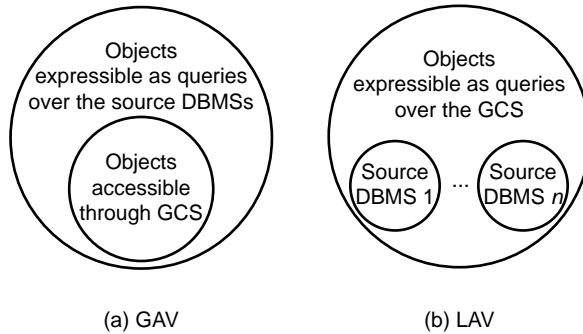 Objects
expressible as queries
over the source DBMSs
Objects
accessible
through GCS
(a) GAV
Objects
expressible as queries
over the GCS
Source
DBMS 1
...
Source
DBMS n
(b) LAV